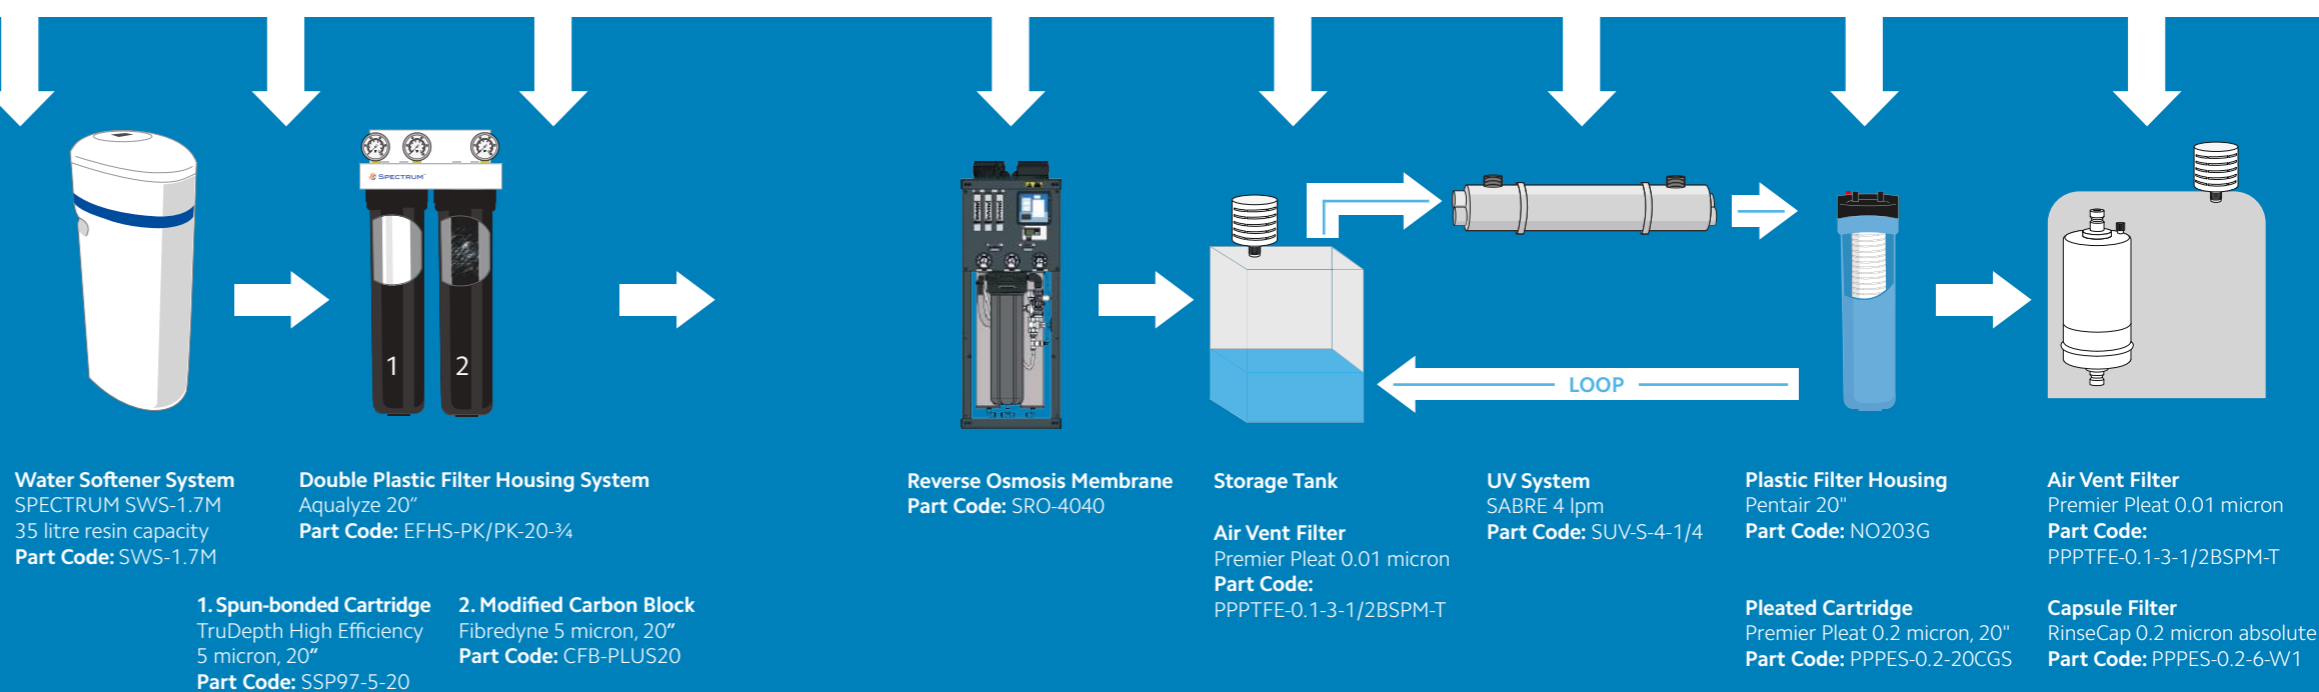 SPECTRUM
1
2
LOOP
Water Softener System
SPECTRUM SWS-1.7M
35 litre resin capacity
Part Code: SWS-1.7M
Double Plastic Filter Housing System
Aqualyze 20"
Part Code: EFHS-PK/PK-20-¾
1. Spun-bonded Cartridge
TruDepth High Efficiency
5 micron, 20"
Part Code: SSP97-5-20
2. Modified Carbon Block
Fibredyne 5 micron, 20"
Part Code: CFB-PLUS20
Reverse Osmosis Membrane
Part Code: SRO-4040
Storage Tank
Air Vent Filter
Premier Pleat 0.01 micron
Part Code:
PPPTFE-0.1-3-1/2BSPM-T
UV System
SABRE 4 lpm
Part Code: SUV-S-4-1/4
Plastic Filter Housing
Pentair 20"
Part Code: NO203G
Pleated Cartridge
Premier Pleat 0.2 micron, 20"
Part Code: PPPES-0.2-20CGS
Air Vent Filter
Premier Pleat 0.01 micron
Part Code:
PPPTFE-0.1-3-1/2BSPM-T
Capsule Filter
RinseCap 0.2 micron absolute
Part Code: PPPES-0.2-6-W1